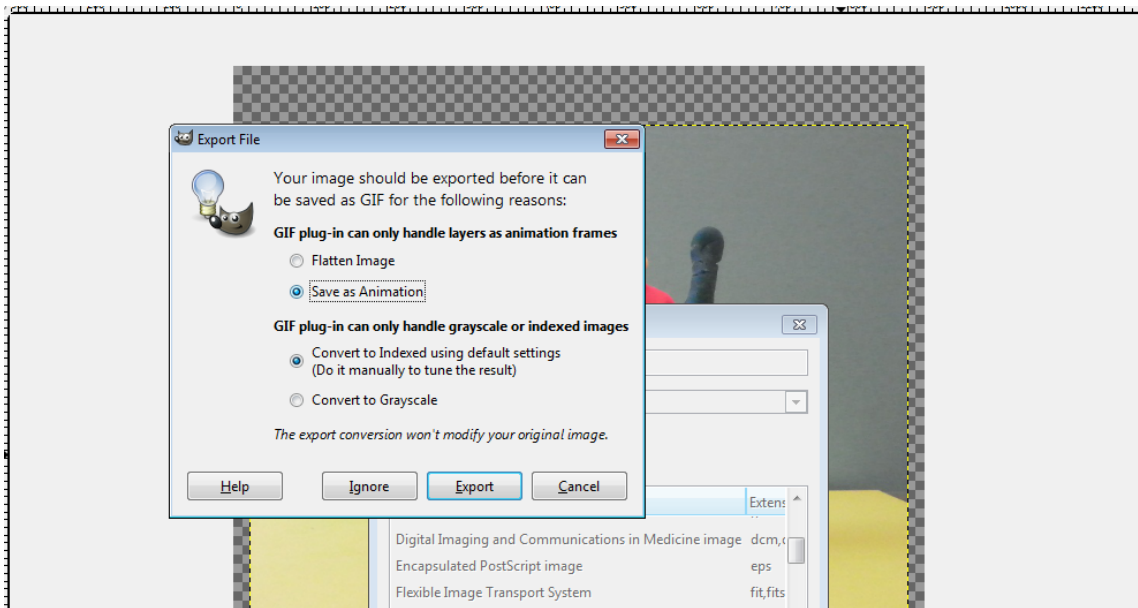 Export File
Your image should be exported before it can
be saved as GIF for the following reasons:
GIF plug-in can only handle layers as animation frames
Flatten Image
Save as Animation
GIF plug-in can only handle grayscale or indexed images
Convert to Indexed using default settings
(Do it manually to tune the result)
Convert to Grayscale
The export conversion won't modify your original image.
Help Ignore Export Cancel
Extens
Digital Imaging and Communications in Medicine image dcm,
Encapsulated PostScript image eps
Flexible Image Transport System fit,fits